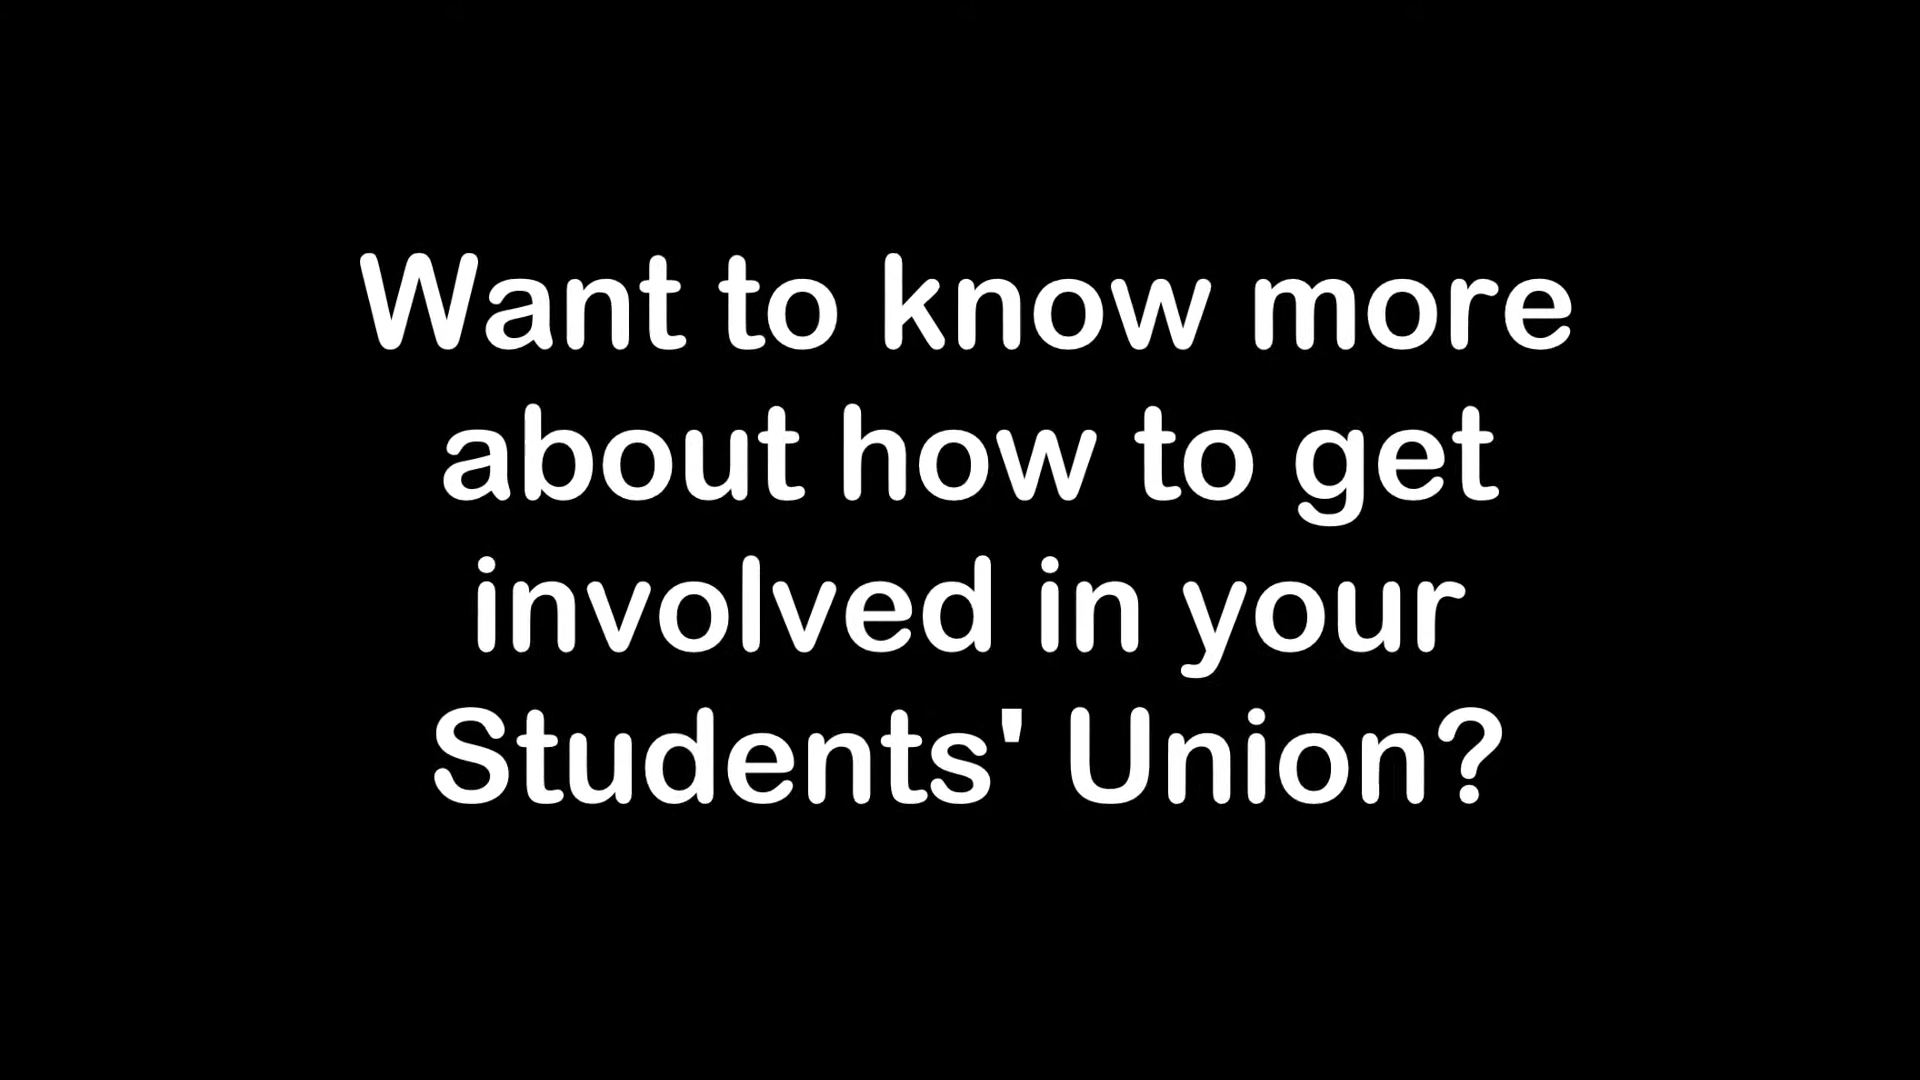 Want to know more
about how to get
involved in your
Students' Union?